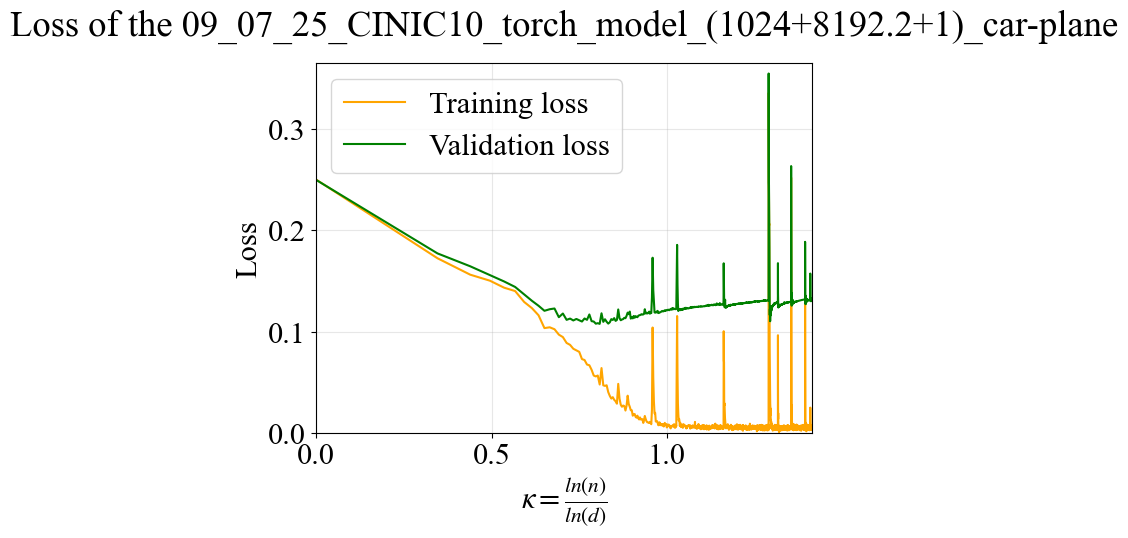 Loss of the 09_07_25_CINIC10_torch_model_(1024+8192.2+1)_car-plane
Training loss
Validation loss
Loss
0.3
0.2
0.1
0.0
0.0 0.5 1.0
κ = ln(n)/ln(d)